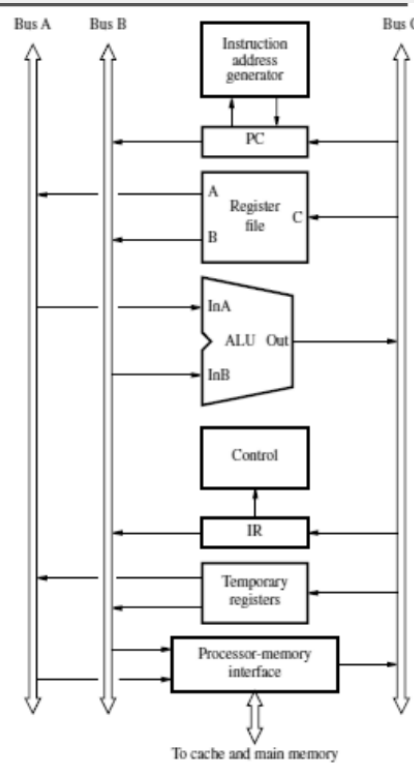 Bus A
Bus B
Bus C
Instruction
address
generator
PC
A
Register
file
C
B
InA
ALU
Out
InB
Control
IR
Temporary
registers
Processor-memory
interface
To cache and main memory